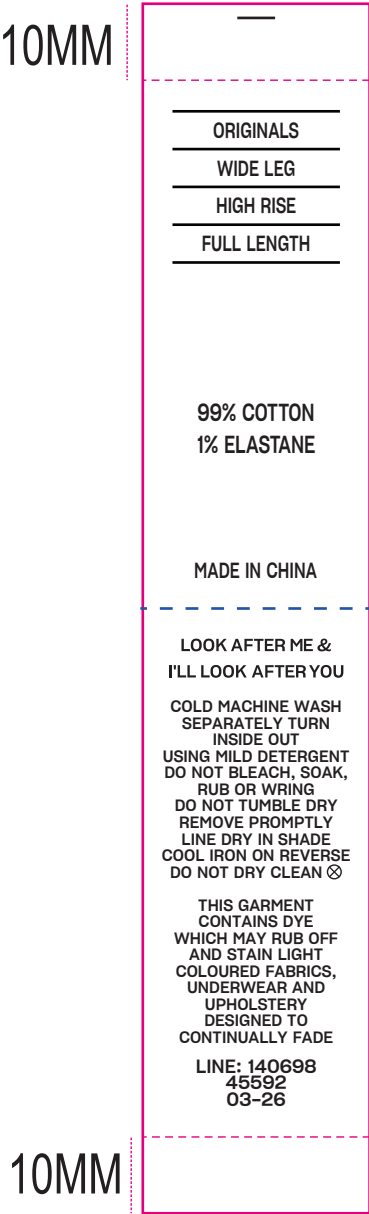 10MM
ORIGINALS
WIDE LEG
HIGH RISE
FULL LENGTH
99% COTTON
1% ELASTANE
MADE IN CHINA
LOOK AFTER ME &
I'LL LOOK AFTER YOU
COLD MACHINE WASH
SEPARATELY TURN
INSIDE OUT
USING MILD DETERGENT
DO NOT BLEACH, SOAK,
RUB OR WRING
DO NOT TUMBLE DRY
REMOVE PROMPTLY
LINE DRY IN SHADE
COOL IRON ON REVERSE
DO NOT DRY CLEAN ⊗
THIS GARMENT
CONTAINS DYE
WHICH MAY RUB OFF
AND STAIN LIGHT
COLOURED FABRICS,
UNDERWEAR AND
UPHOLSTERY
DESIGNED TO
CONTINUALLY FADE
LINE: 140698
45592
03-26
10MM